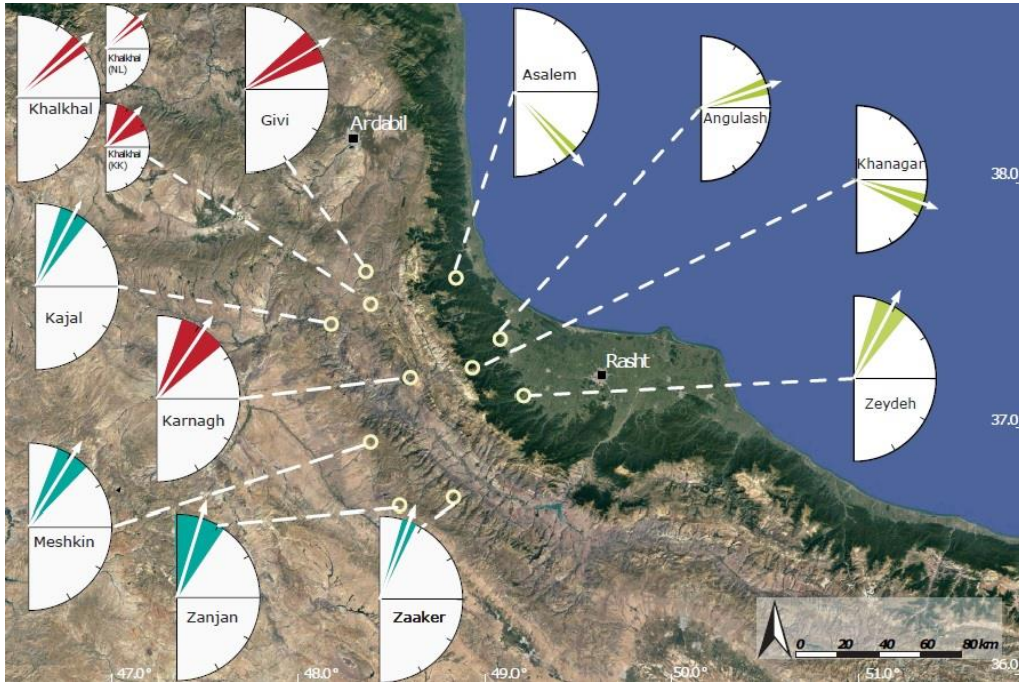 Khalkhal
Khalkhal
(NL)
Khalkhal
(KK)
Givi
Ardabil
Asalem
Angulash
Khanagar
38.0
Kajal
Karnagh
Rasht
Zeydeh
37.0
Meshkin
Zanjan
Zaaker
0 20 40 60 80 km
47.0°
48.0°
49.0°
50.0°
51.0°
36.0